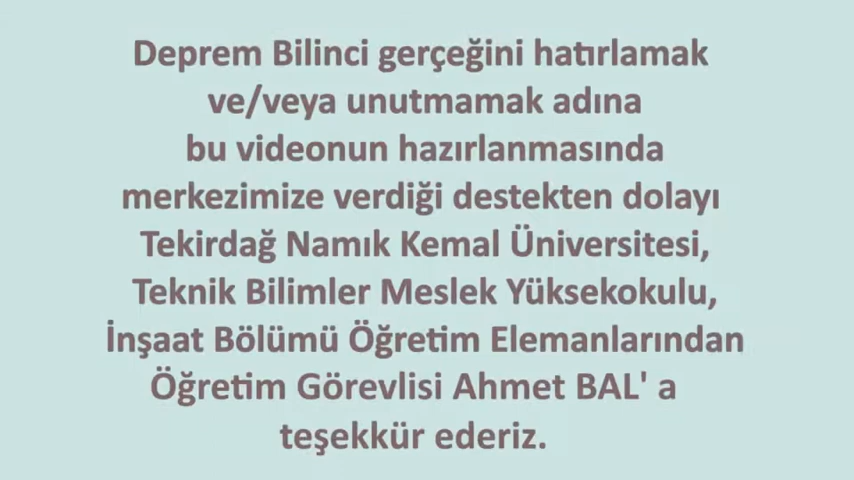 Deprem Bilinci gerçeğini hatırlamak
ve/veya unutmamak adına
bu videonun hazırlanmasında
merkezimize verdiği destekten dolayı
Tekirdağ Namık Kemal Üniversitesi,
Teknik Bilimler Meslek Yüksekokulu,
İnşaat Bölümü Öğretim Elemanlarından
Öğretim Görevlisi Ahmet BAL' a
teşekkür ederiz.